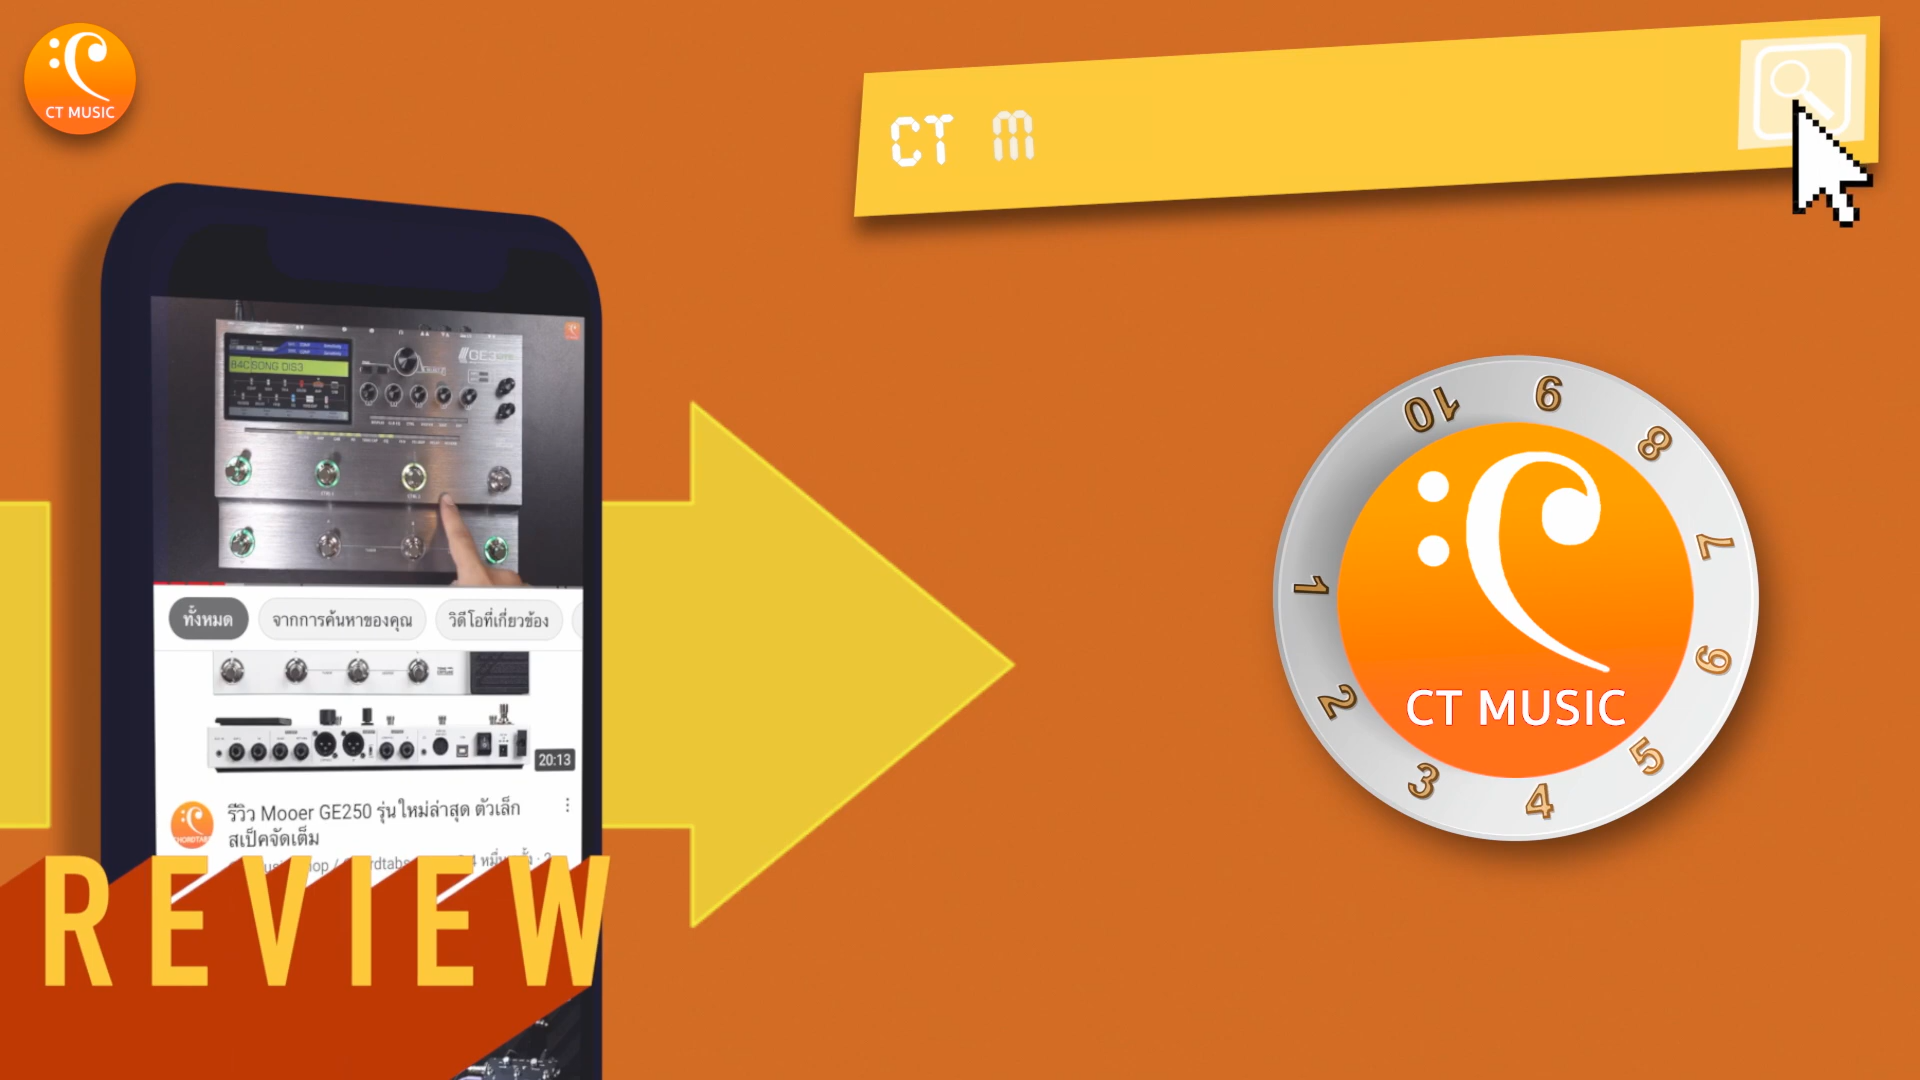 CT MUSIC
CT M
GE300
84C SONG DIS3
ทั้งหมด
จากการค้นหาของคุณ
วิดีโอที่เกี่ยวข้อง
20:13
รีวิว Mooer GE250 รุ่นใหม่ล่าสุด ตัวเล็ก
สเป็คจัดเต็ม
REVIEW
10 9 8 7 6 5 4 3 2 1
CT MUSIC